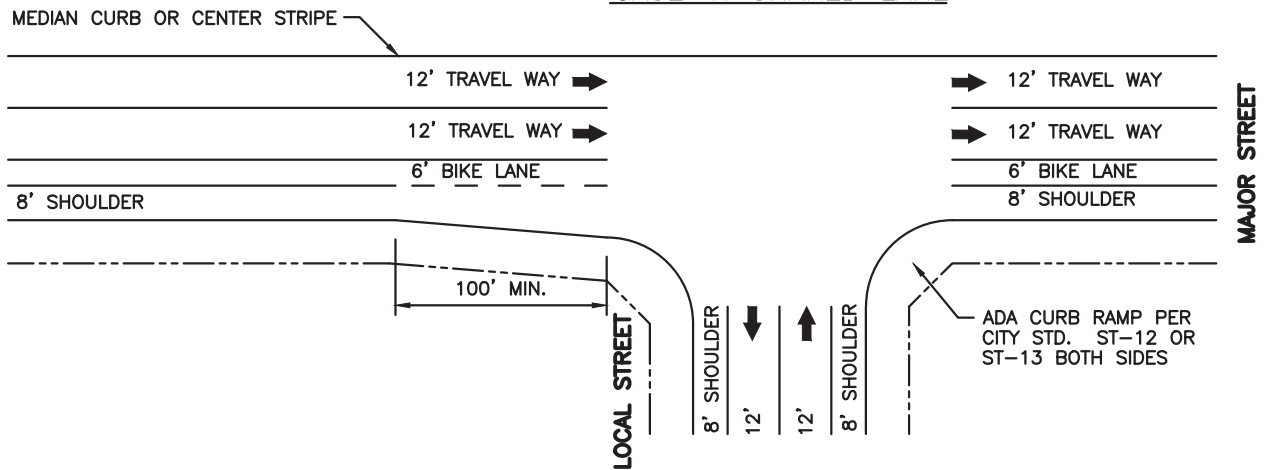 MEDIAN CURB OR CENTER STRIPE
12' TRAVEL WAY
12' TRAVEL WAY
12' TRAVEL WAY
12' TRAVEL WAY
6' BIKE LANE
6' BIKE LANE
8' SHOULDER
8' SHOULDER
MAJOR STREET
100' MIN.
LOCAL STREET
8' SHOULDER
12'
12'
8' SHOULDER
ADA CURB RAMP PER
CITY STD. ST-12 OR
ST-13 BOTH SIDES